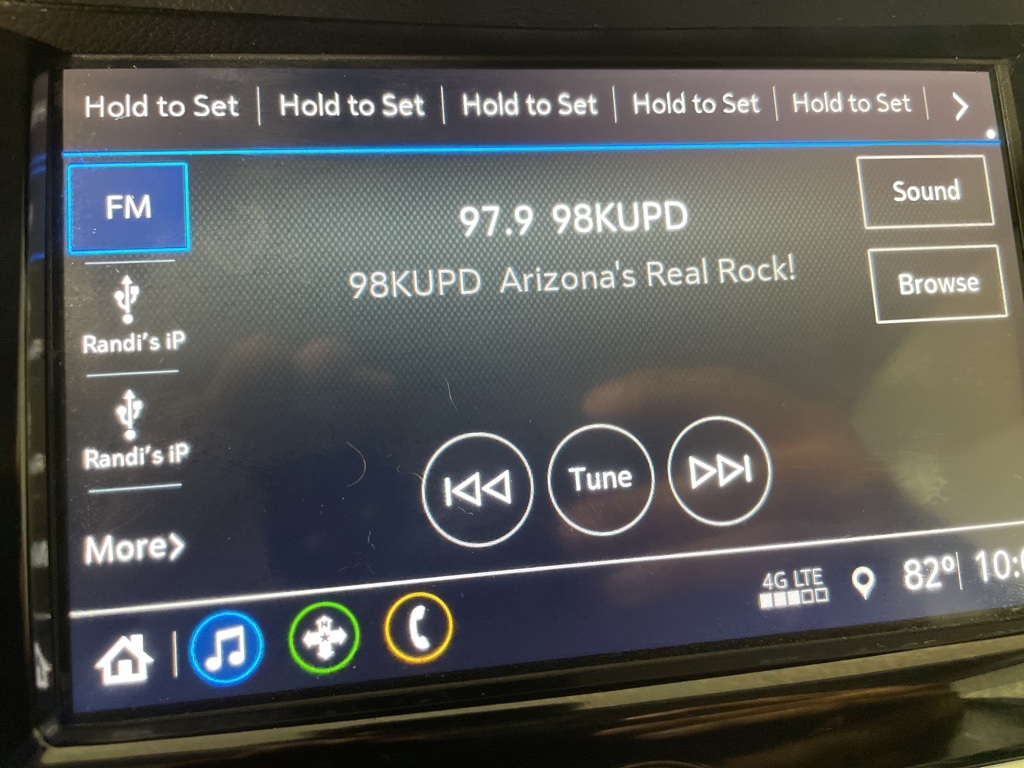 Hold to Set Hold to Set Hold to Set Hold to Set Hold to Set
FM
97.9 98KUPD
Sound
98KUPD Arizona's Real Rock!
Browse
Randi's iP
Randi's iP
Tune
More>
4G LTE
82° 10:
N